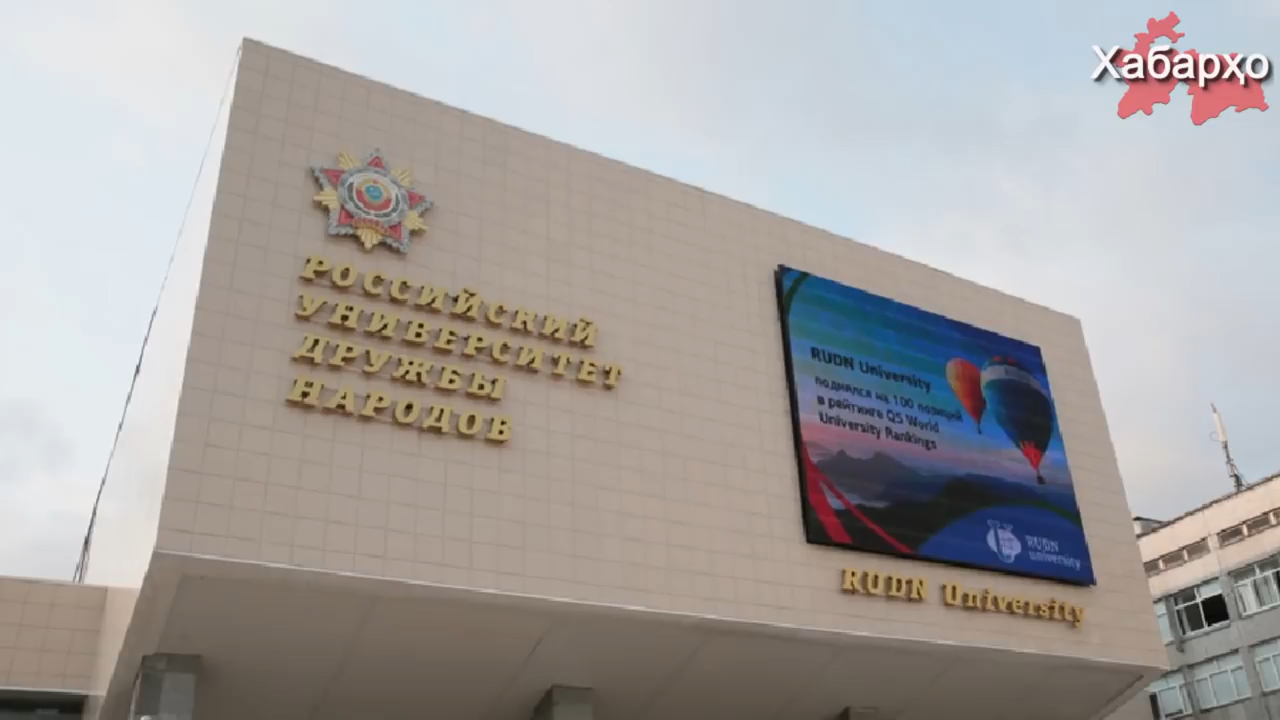 Хабарҳо
РОССИЙСКИЙ
УНИВЕРСИТЕТ
ДРУЖБЫ
НАРОДОВ
RUDN University
поднялся на 100 позиций
в рейтинге QS World
University Rankings
RUDN
university
RUDN University